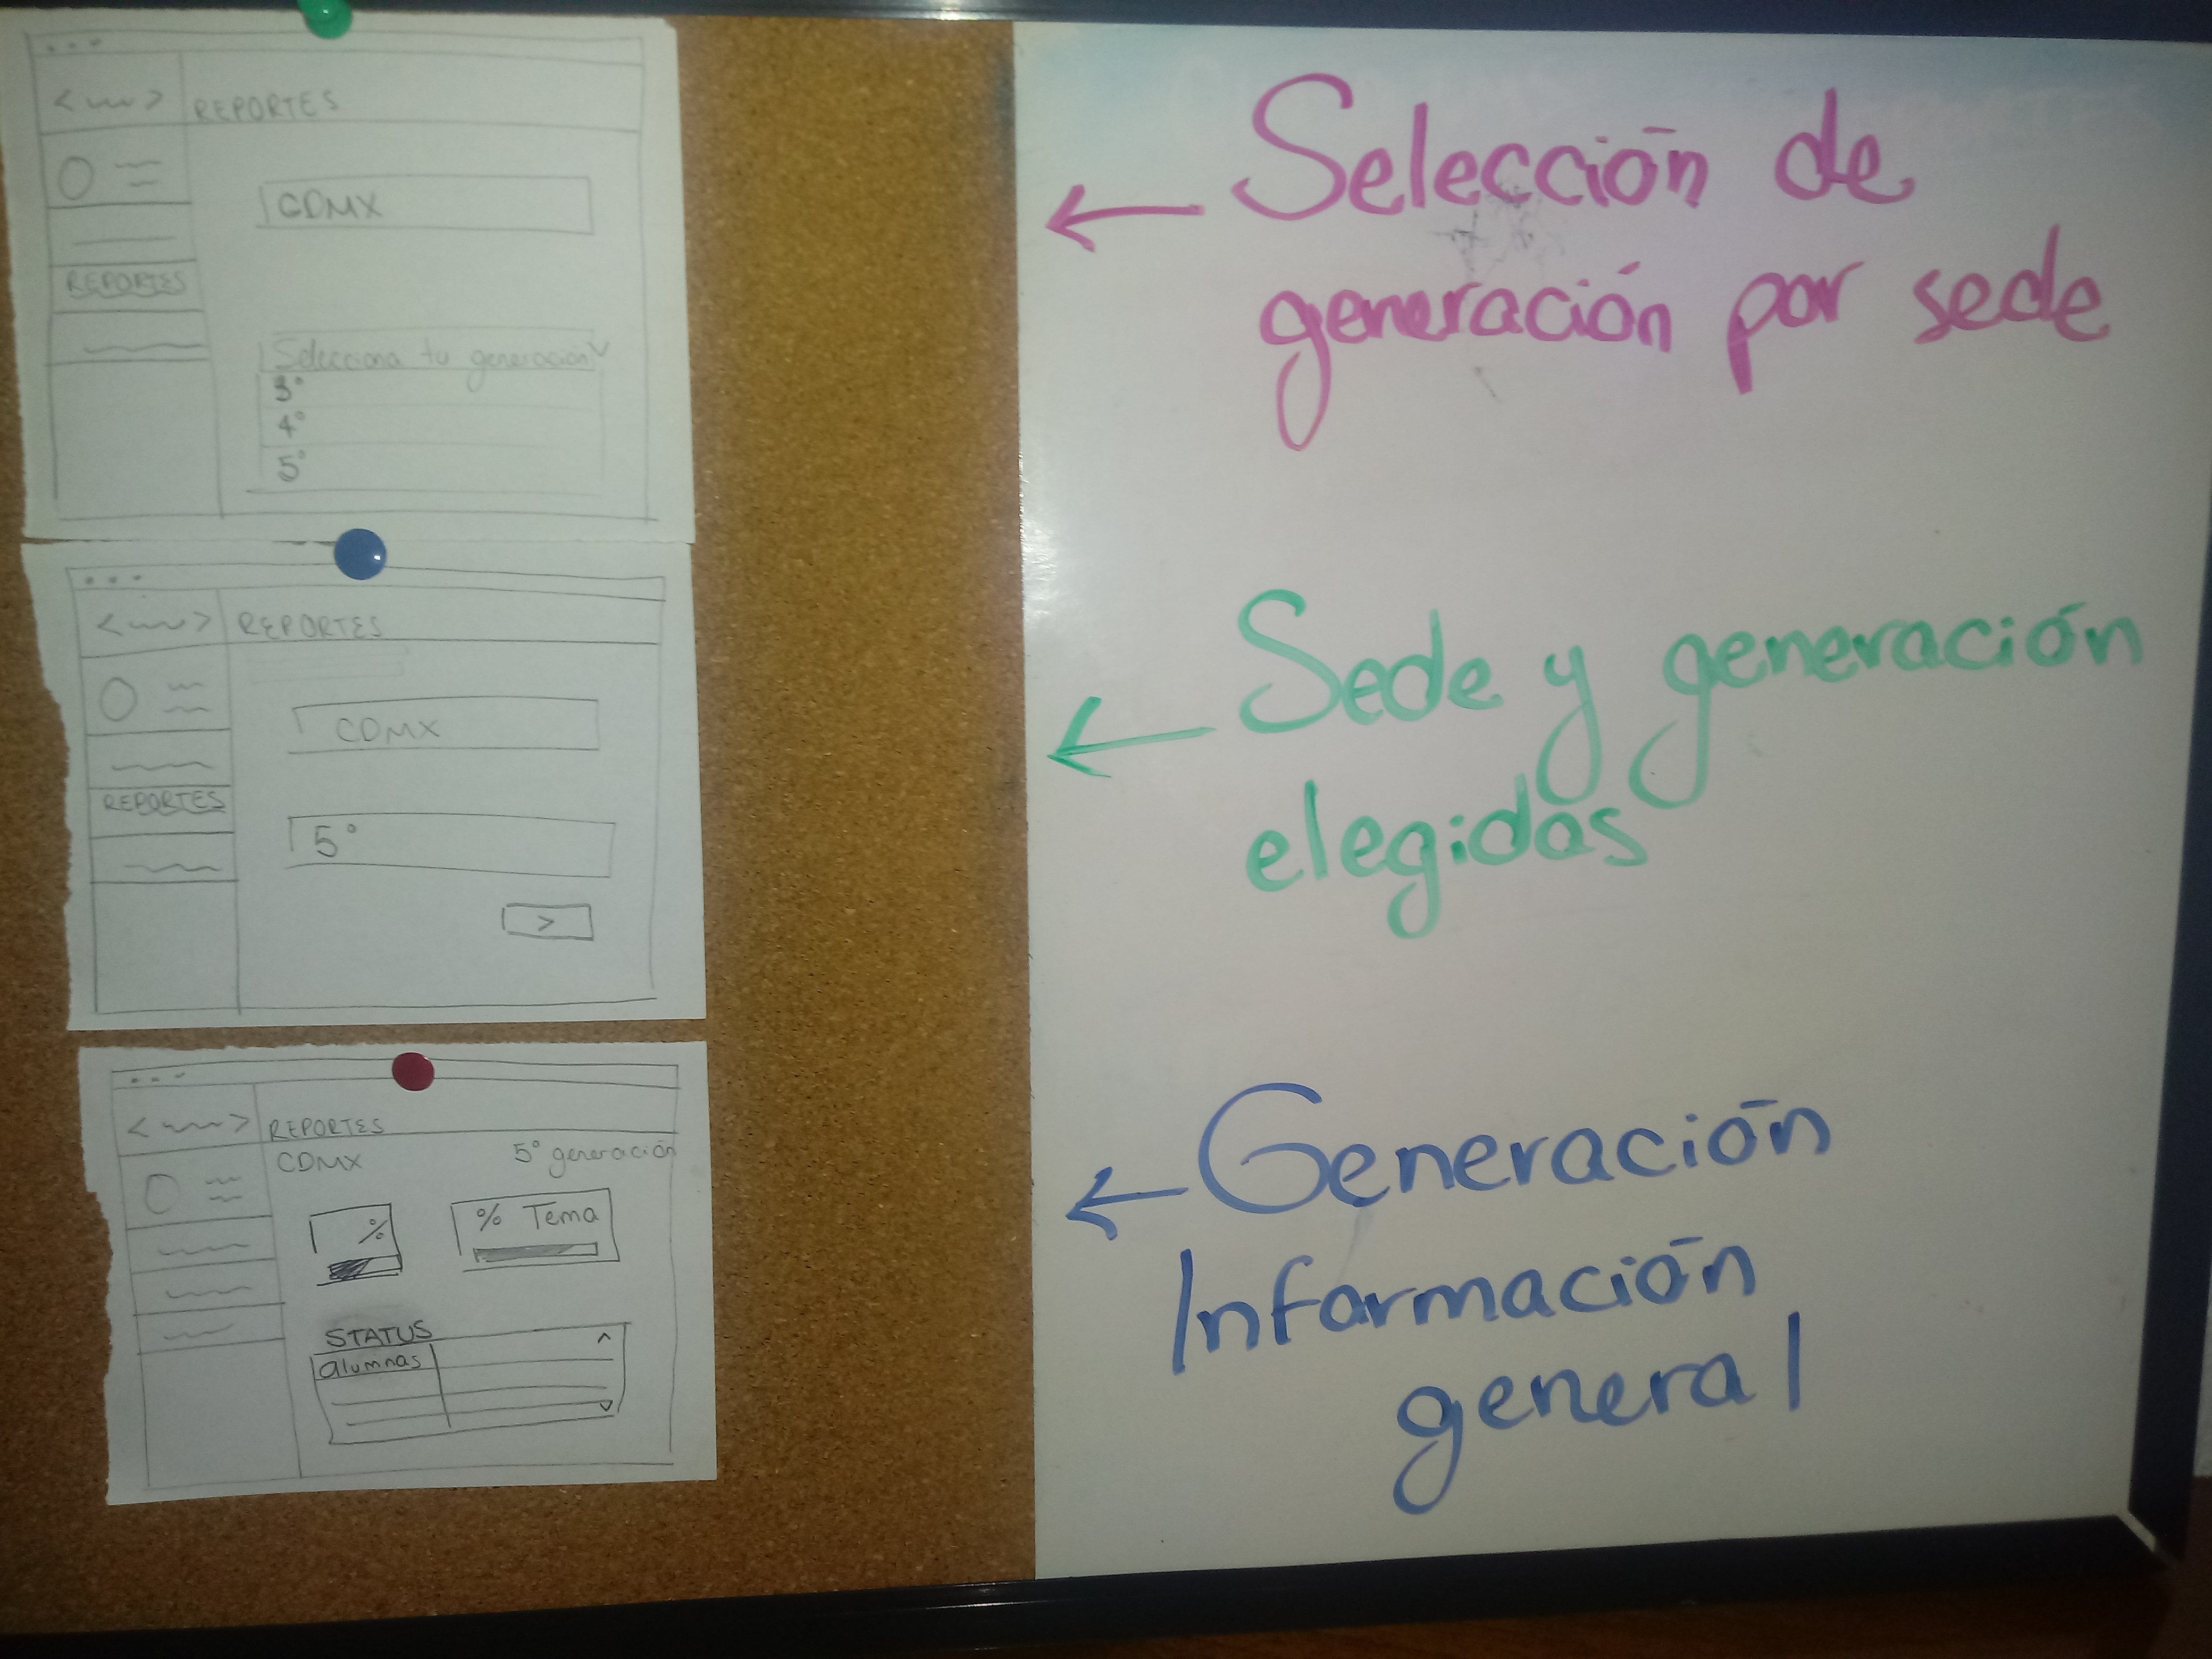 REPORTES
CDMX
REPORTES
Selecciona tu generación
3°
4°
5°
Selección de
generación por sede
REPORTES
CDMX
REPORTES
5°
>
Sede y generación
elegidas
REPORTES
CDMX 5° generación
% % Tema
STATUS
alumnas
Generación
Información
general